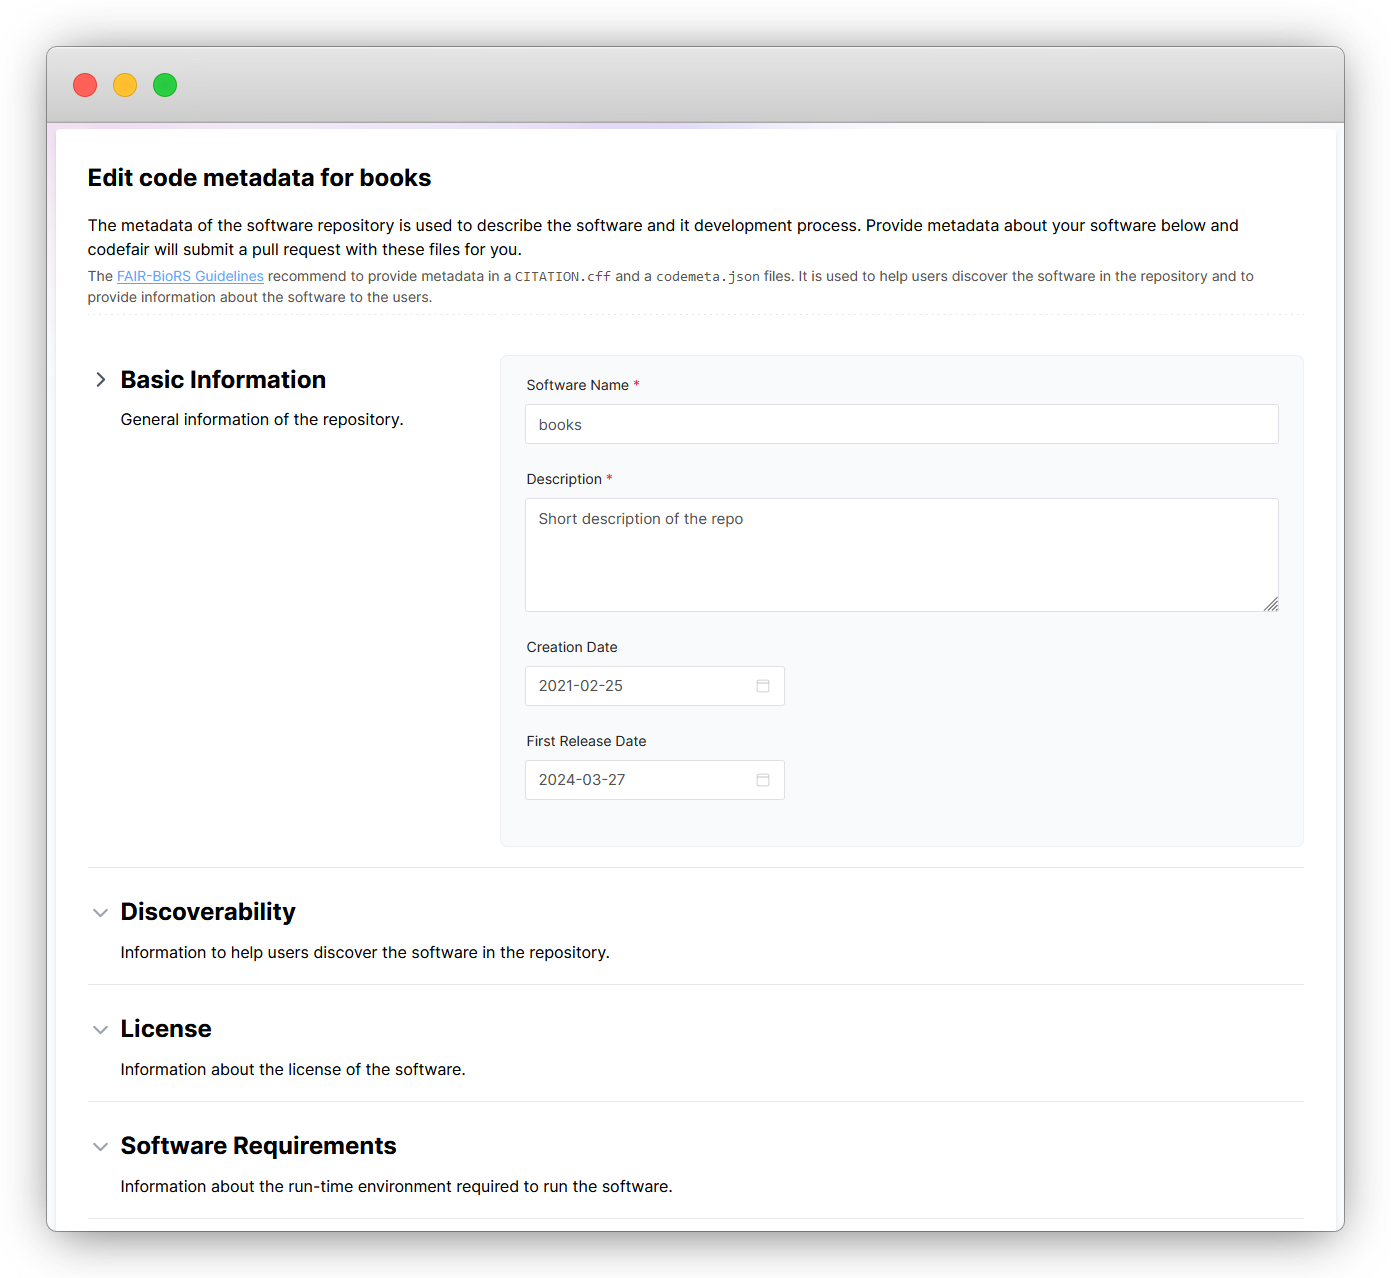 Edit code metadata for books
The metadata of the software repository is used to describe the software and it development process. Provide metadata about your software below and
codefair will submit a pull request with these files for you.
The FAIR-BioRS Guidelines recommend to provide metadata in a CITATION.cff and a codemeta.json files. It is used to help users discover the software in the repository and to
provide information about the software to the users.
Basic Information
General information of the repository.
Software Name *
books
Description *
Short description of the repo
Creation Date
2021-02-25
First Release Date
2024-03-27
Discoverability
Information to help users discover the software in the repository.
License
Information about the license of the software.
Software Requirements
Information about the run-time environment required to run the software.